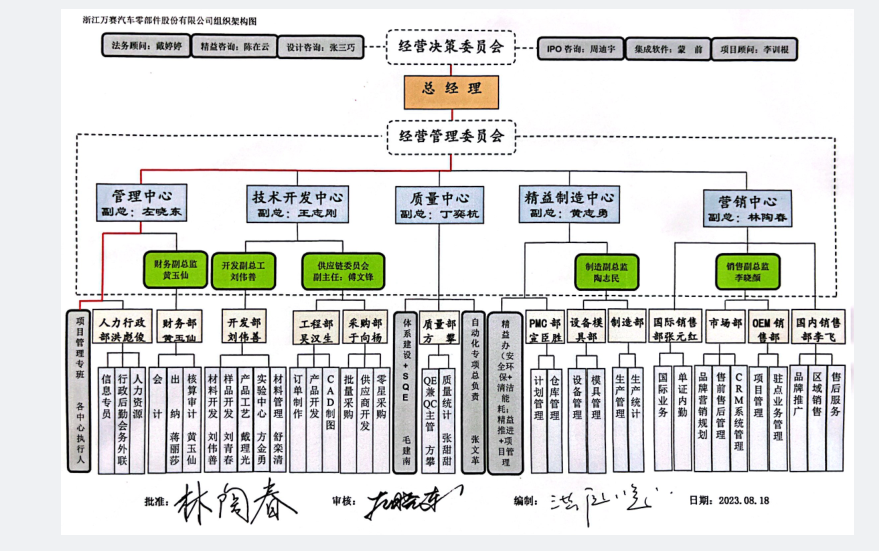 浙江万赛汽车零部件股份有限公司组织架构图
法务顾问：戴婷婷
精益咨询：陈在云
设计咨询：张三巧
经营决策委员会
IPO咨询：周迪宇
集成软件：蒙 前
项目顾问：李训根
总 经 理
经营管理委员会
管理中心
副总：左晓东
技术开发中心
副总：王志刚
质量中心
副总：丁奕杭
精益制造中心
副总：黄志勇
营销中心
副总：林陶春
财务副总监
黄玉仙
开发副总工
刘伟善
供应链委员会
副主任：傅文锋
制造副总监
陶志民
销售副总监
李晓颜
项目管理专班 各中心执行人
人力行政
部洪彪俊
财务部
黄玉仙
开发部
刘伟善
工程部
吴汉生
采购部
于向杨
体系建设+SQE 毛建南
质量部
方 攀
自动化专项总负责 张文革
精益办（安全环保+清洁能耗；精益推进+项目管理
PMC部
宣臣胜
设备模
具部
制造部
国际销售
部张元红
市场部
OEM销
售部
国内销售
部李飞
信息专员
行政后勤会务外联
人力资源
会 计
出 纳 蒋丽莎
核算审计 黄玉仙
材料开发 刘伟善
样品开发 刘青春
产品工艺 戴理光
实验中心 方金勇
材料管理 舒栾清
订单制作
产品开发
CAD制图
批量采购
供应商开发
零星采购
QE兼QC主管 方攀
质量统计 张甜甜
计划管理
仓库管理
设备管理
模具管理
生产管理
生产统计
国际业务
单证内勤
品牌营销规划
售前售后管理
CRM系统管理
项目管理
驻点业务管理
品牌推广
区域销售
售后服务
批准：林陶春
审核：左晓东
编制：
日期：2023.08.18